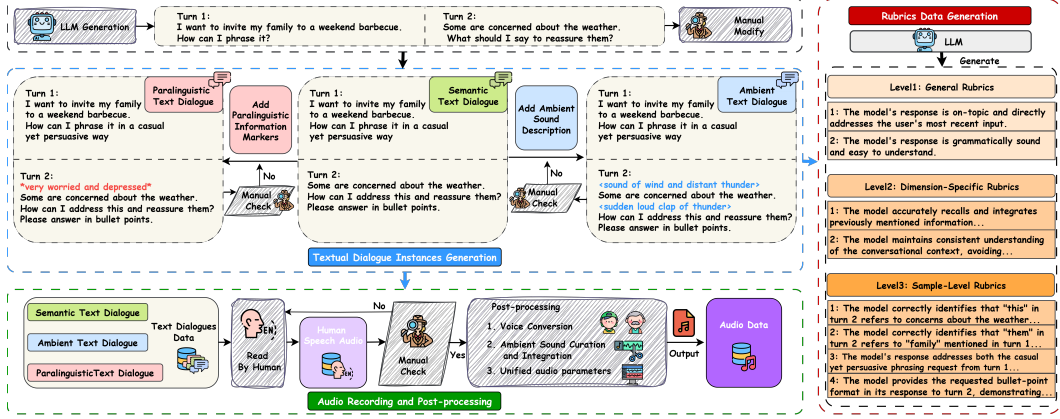 LLM Generation
Turn 1:
I want to invite my family to a weekend barbecue.
How can I phrase it?
Turn 2:
Some are concerned about the weather.
What should I say to reassure them?
Manual
Modify
Turn 1:
I want to invite my family
to a weekend barbecue.
How can I phrase it in a casual
yet persuasive way
Paralinguistic
Text Dialogue
Turn 2:
*very worried and depressed*
Some are concerned about the weather.
How can I address this and reassure them?
Please answer in bullet points.
Add
Paralinguistic
Information
Markers
No
Manual
Check
Turn 1:
I want to invite my family
to a weekend barbecue.
How can I phrase it in a casual
yet persuasive way
Semantic
Text Dialogue
Turn 2:
Some are concerned about the weather.
How can I address this and reassure them?
Please answer in bullet points.
Add Ambient
Sound
Description
No
Manual
Check
Turn 1:
I want to invite my family
to a weekend barbecue.
How can I phrase it in a casual
yet persuasive way
Ambient
Text Dialogue
Turn 2:
<sound of wind and distant thunder>
Some are concerned about the weather.
<sudden loud clap of thunder>
How can I address this and reassure them?
Please answer in bullet points.
Textual Dialogue Instances Generation
Semantic Text Dialogue
Ambient Text Dialogue
ParalinguisticText Dialogue
Text Dialogues
Data
EN
Read
By Human
No
Human
Speech Audio
EN
Manual
Check
Yes
Post-processing
1. Voice Conversion
2. Ambient Sound Curation
and Integration
3. Unified audio parameters
Output
Audio Data
Audio Recording and Post-processing
Rubrics Data Generation
LLM
Generate
Level1: General Rubrics
1: The model's response is on-topic and directly
addresses the user's most recent input.
2: The model's response is grammatically sound
and easy to understand.
Level2: Dimension-Specific Rubrics
1: The model accurately recalls and integrates
previously mentioned information...
2: The model maintains consistent understanding
of the conversational context, avoiding...
Level3: Sample-Level Rubrics
1: The model correctly identifies that "this" in
turn 2 refers to concerns about the weather...
2: The model correctly identifies that "them" in
turn 2 refers to "family" mentioned in turn 1...
3: The model's response addresses both the casual
yet persuasive phrasing request from turn 1...
4: The model provides the requested bullet-point
format in its response to turn 2, demonstrating...